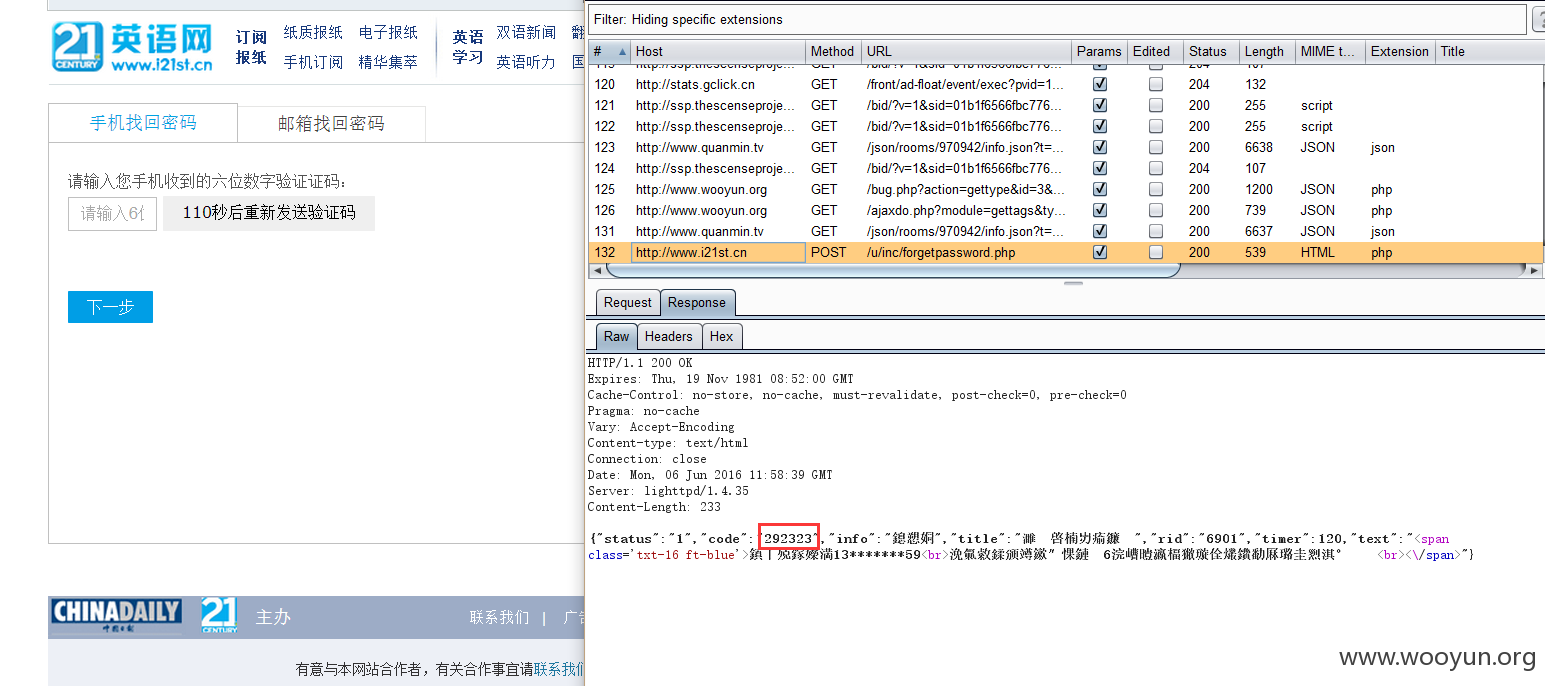 21 CENTURY 英语网 www.i21st.cn
订阅报纸 纸质报纸 电子报纸 手机订阅 精华集萃
英语学习 双语新闻 英语听力
手机找回密码 邮箱找回密码
请输入您手机收到的六位数字验证证码:
请输入6位 110秒后重新发送验证码
下一步
CHINADAILY 中国日报 21 CENTURY 主办 联系我们 | 广告
有意与本网站合作者，有关合作事宜请联系我们
Filter: Hiding specific extensions
# Host Method URL Params Edited Status Length MIME t... Extension Title
120 http://stats.gclick.cn GET /front/ad-float/event/exec?pvid=1... 204 132
121 http://ssp.thescenseproje... GET /bid/?v=1&sid=01b1f6566fbc776... 200 255 script
122 http://ssp.thescenseproje... GET /bid/?v=1&sid=01b1f6566fbc776... 200 255 script
123 http://www.quanmin.tv GET /json/rooms/970942/info.json?t=... 200 6638 JSON json
124 http://ssp.thescenseproje... GET /bid/?v=1&sid=01b1f6566fbc776... 204 107
125 http://www.wooyun.org GET /bug.php?action=gettype&id=3&... 200 1200 JSON php
126 http://www.wooyun.org GET /ajaxdo.php?module=gettags&ty... 200 739 JSON php
131 http://www.quanmin.tv GET /json/rooms/970942/info.json?t=... 200 6637 JSON json
132 http://www.i21st.cn POST /u/inc/forgetpassword.php 200 539 HTML php
Request Response
Raw Headers Hex
HTTP/1.1 200 OK
Expires: Thu, 19 Nov 1981 08:52:00 GMT
Cache-Control: no-store, no-cache, must-revalidate, post-check=0, pre-check=0
Pragma: no-cache
Vary: Accept-Encoding
Content-type: text/html
Connection: close
Date: Mon, 06 Jun 2016 11:58:39 GMT
Server: lighttpd/1.4.35
Content-Length: 233
{"status":"1","code":"292323","info":"","title":"","rid":"6901","timer":120,"text":"<span
class='txt-16 ft-blue'>13*******59<br><br><\/span>"}
www.wooyun.org